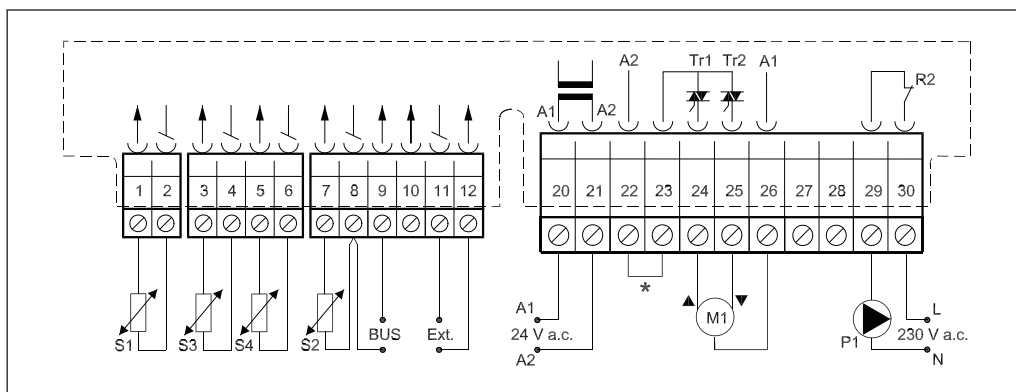 A2 Tr1 Tr2 A1
R2
A1 A2
1 2 3 4 5 6 7 8 9 10 11 12 20 21 22 23 24 25 26 27 28 29 30
*
A1 L
S1 S3 S4 S2 BUS Ext. 24 V a.c. M1 P1 230 V a.c.
A2 N